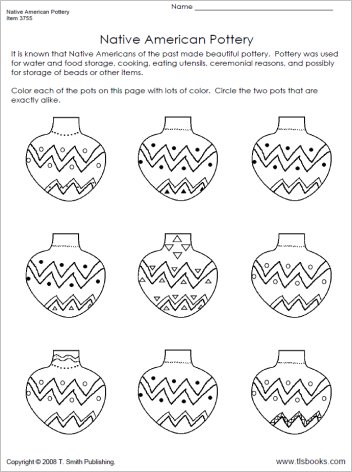 Native American Pottery
Item 3755
Name
Native American Pottery
It is known that Native Americans of the past made beautiful pottery. Pottery was used
for water and food storage, cooking, eating utensils, ceremonial reasons, and possibly
for storage of beads or other items.
Color each of the pots on this page with lots of color. Circle the two pots that are
exactly alike.
Copyright © 2008 T. Smith Publishing.
www.tlsbooks.com